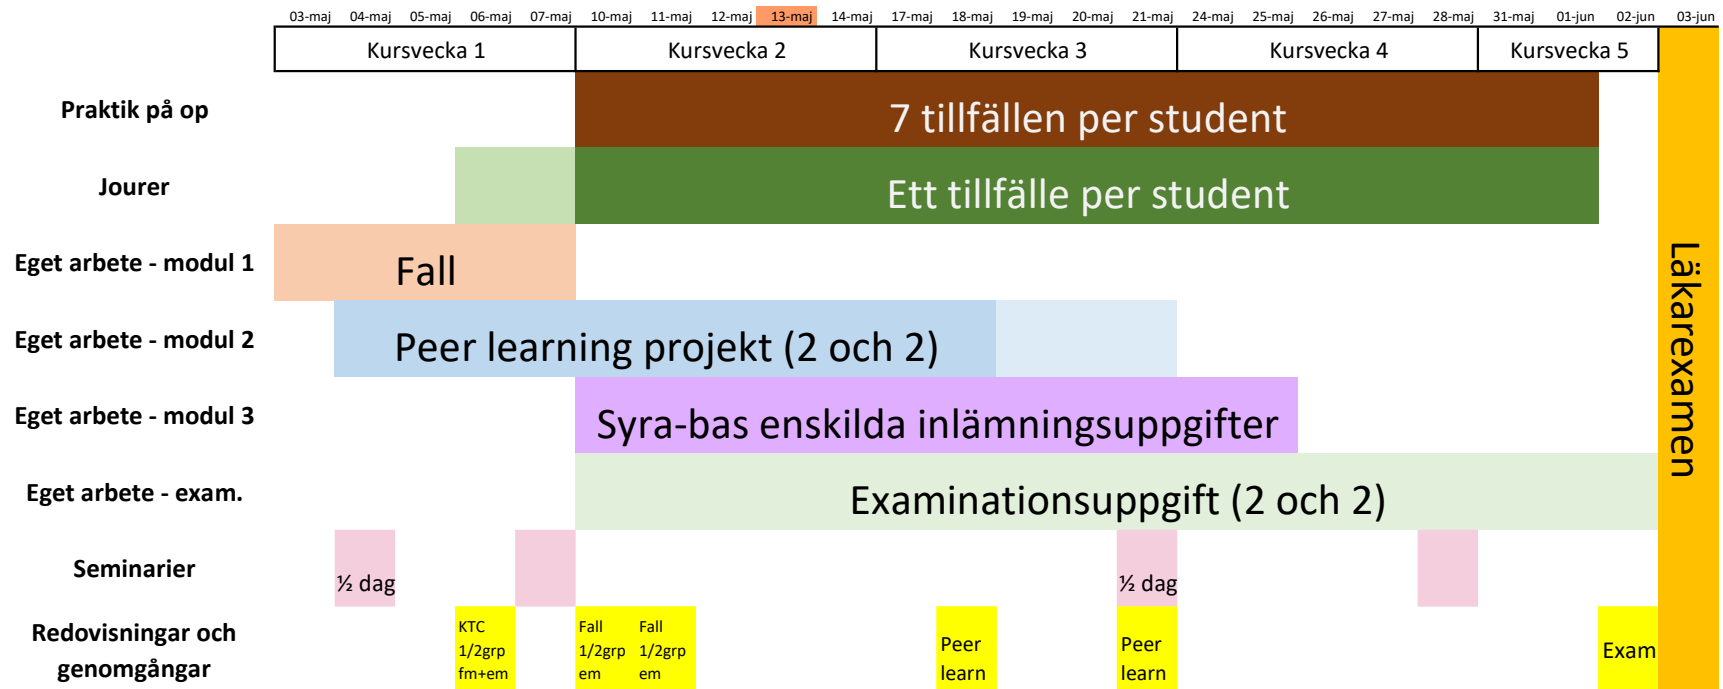 03-maj 04-maj 05-maj 06-maj 07-maj 10-maj 11-maj 12-maj 13-maj 14-maj 17-maj 18-maj 19-maj 20-maj 21-maj 24-maj 25-maj 26-maj 27-maj 28-maj 31-maj 01-jun 02-jun 03-jun
Kursvecka 1 Kursvecka 2 Kursvecka 3 Kursvecka 4 Kursvecka 5
Praktik på op 7 tillfällen per student
Jourer Ett tillfälle per student
Eget arbete - modul 1 Fall
Eget arbete - modul 2 Peer learning projekt (2 och 2)
Eget arbete - modul 3 Syra-bas enskilda inlämningsuppgifter
Eget arbete - exam. Examinationsuppgift (2 och 2)
Seminarier ½ dag ½ dag
Redovisningar och
genomgångar
KTC
1/2grp
fm+em
Fall
1/2grp
em
Fall
1/2grp
em
Peer
learn
Peer
learn
Exam
Läkarexamen